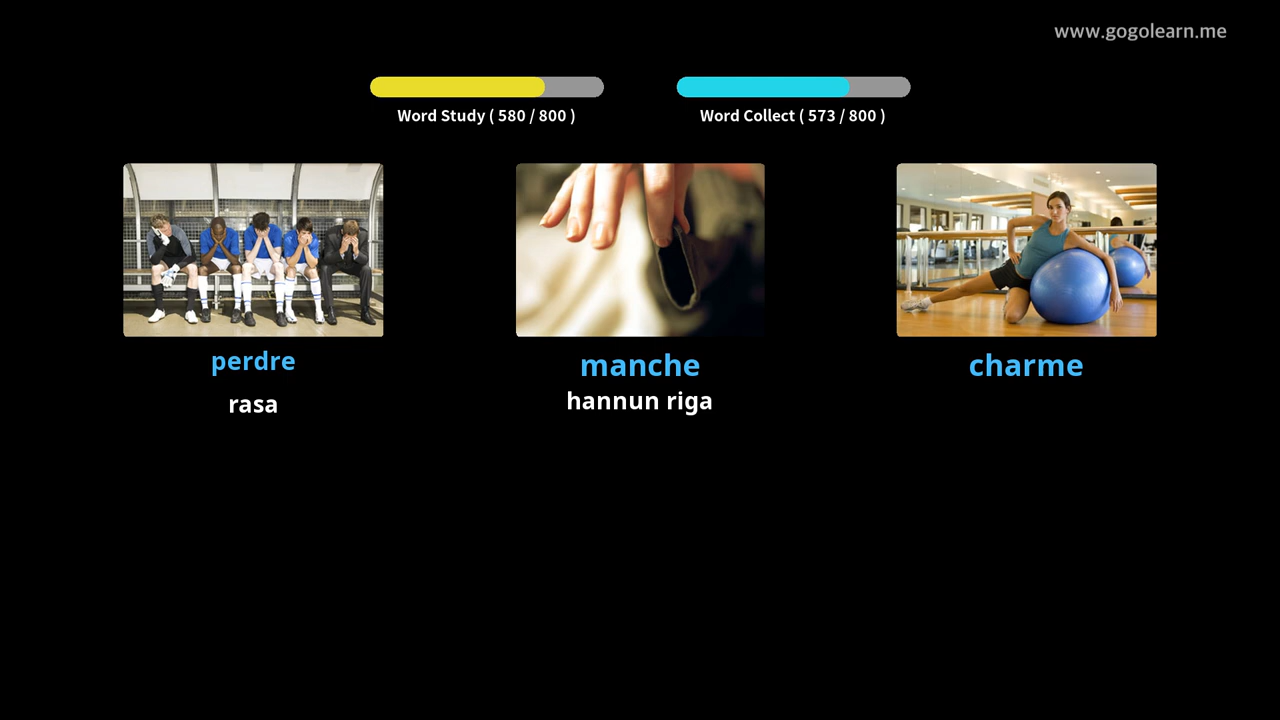 www.gogolearn.me
Word Study ( 580 / 800 )
Word Collect ( 573 / 800 )
perdre
rasa
manche
hannun riga
charme